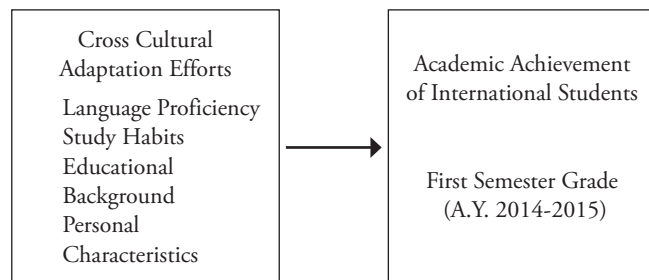 Cross Cultural
Adaptation Efforts
Language Proficiency
Study Habits
Educational
Background
Personal
Characteristics
Academic Achievement
of International Students
First Semester Grade
(A.Y. 2014-2015)